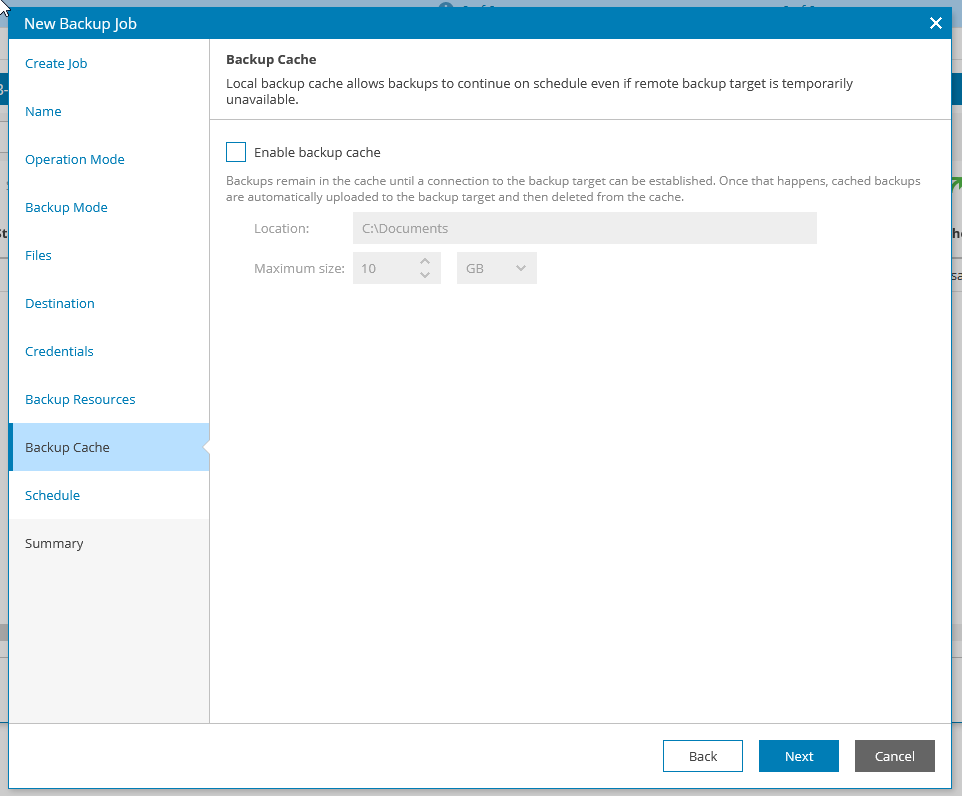 New Backup Job
Create Job
Name
Operation Mode
Backup Mode
Files
Destination
Credentials
Backup Resources
Backup Cache
Schedule
Summary
Backup Cache
Local backup cache allows backups to continue on schedule even if remote backup target is temporarily
unavailable.
Enable backup cache
Backups remain in the cache until a connection to the backup target can be established. Once that happens, cached backups
are automatically uploaded to the backup target and then deleted from the cache.
Location: C:\Documents
Maximum size: 10 GB
Back Next Cancel